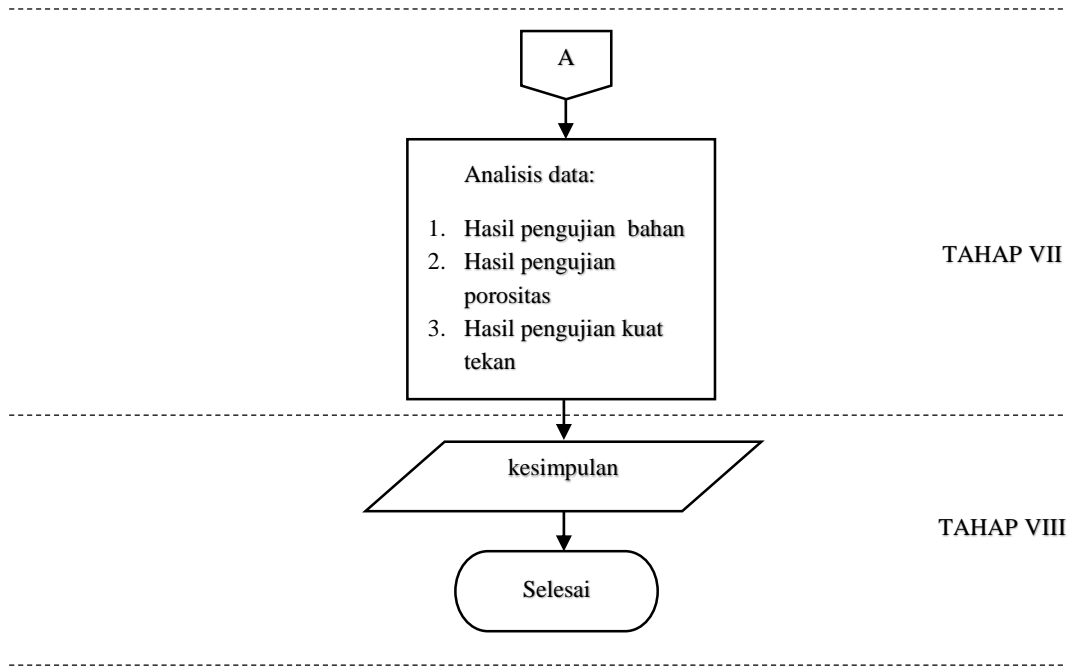 A
Analisis data:
1. Hasil pengujian bahan
2. Hasil pengujian
porositas
3. Hasil pengujian kuat
tekan
TAHAP VII
kesimpulan
TAHAP VIII
Selesai